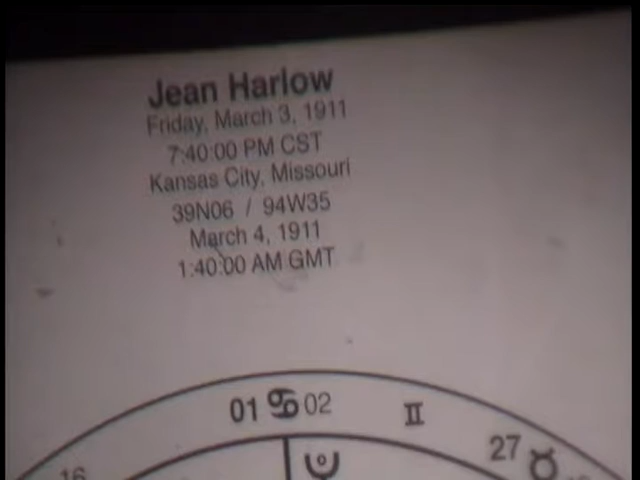 Jean Harlow
Friday, March 3, 1911
7:40:00 PM CST
Kansas City, Missouri
39N06 / 94W35
March 4, 1911
1:40:00 AM GMT
01 ♋ 02 ♊
27 ♉
16